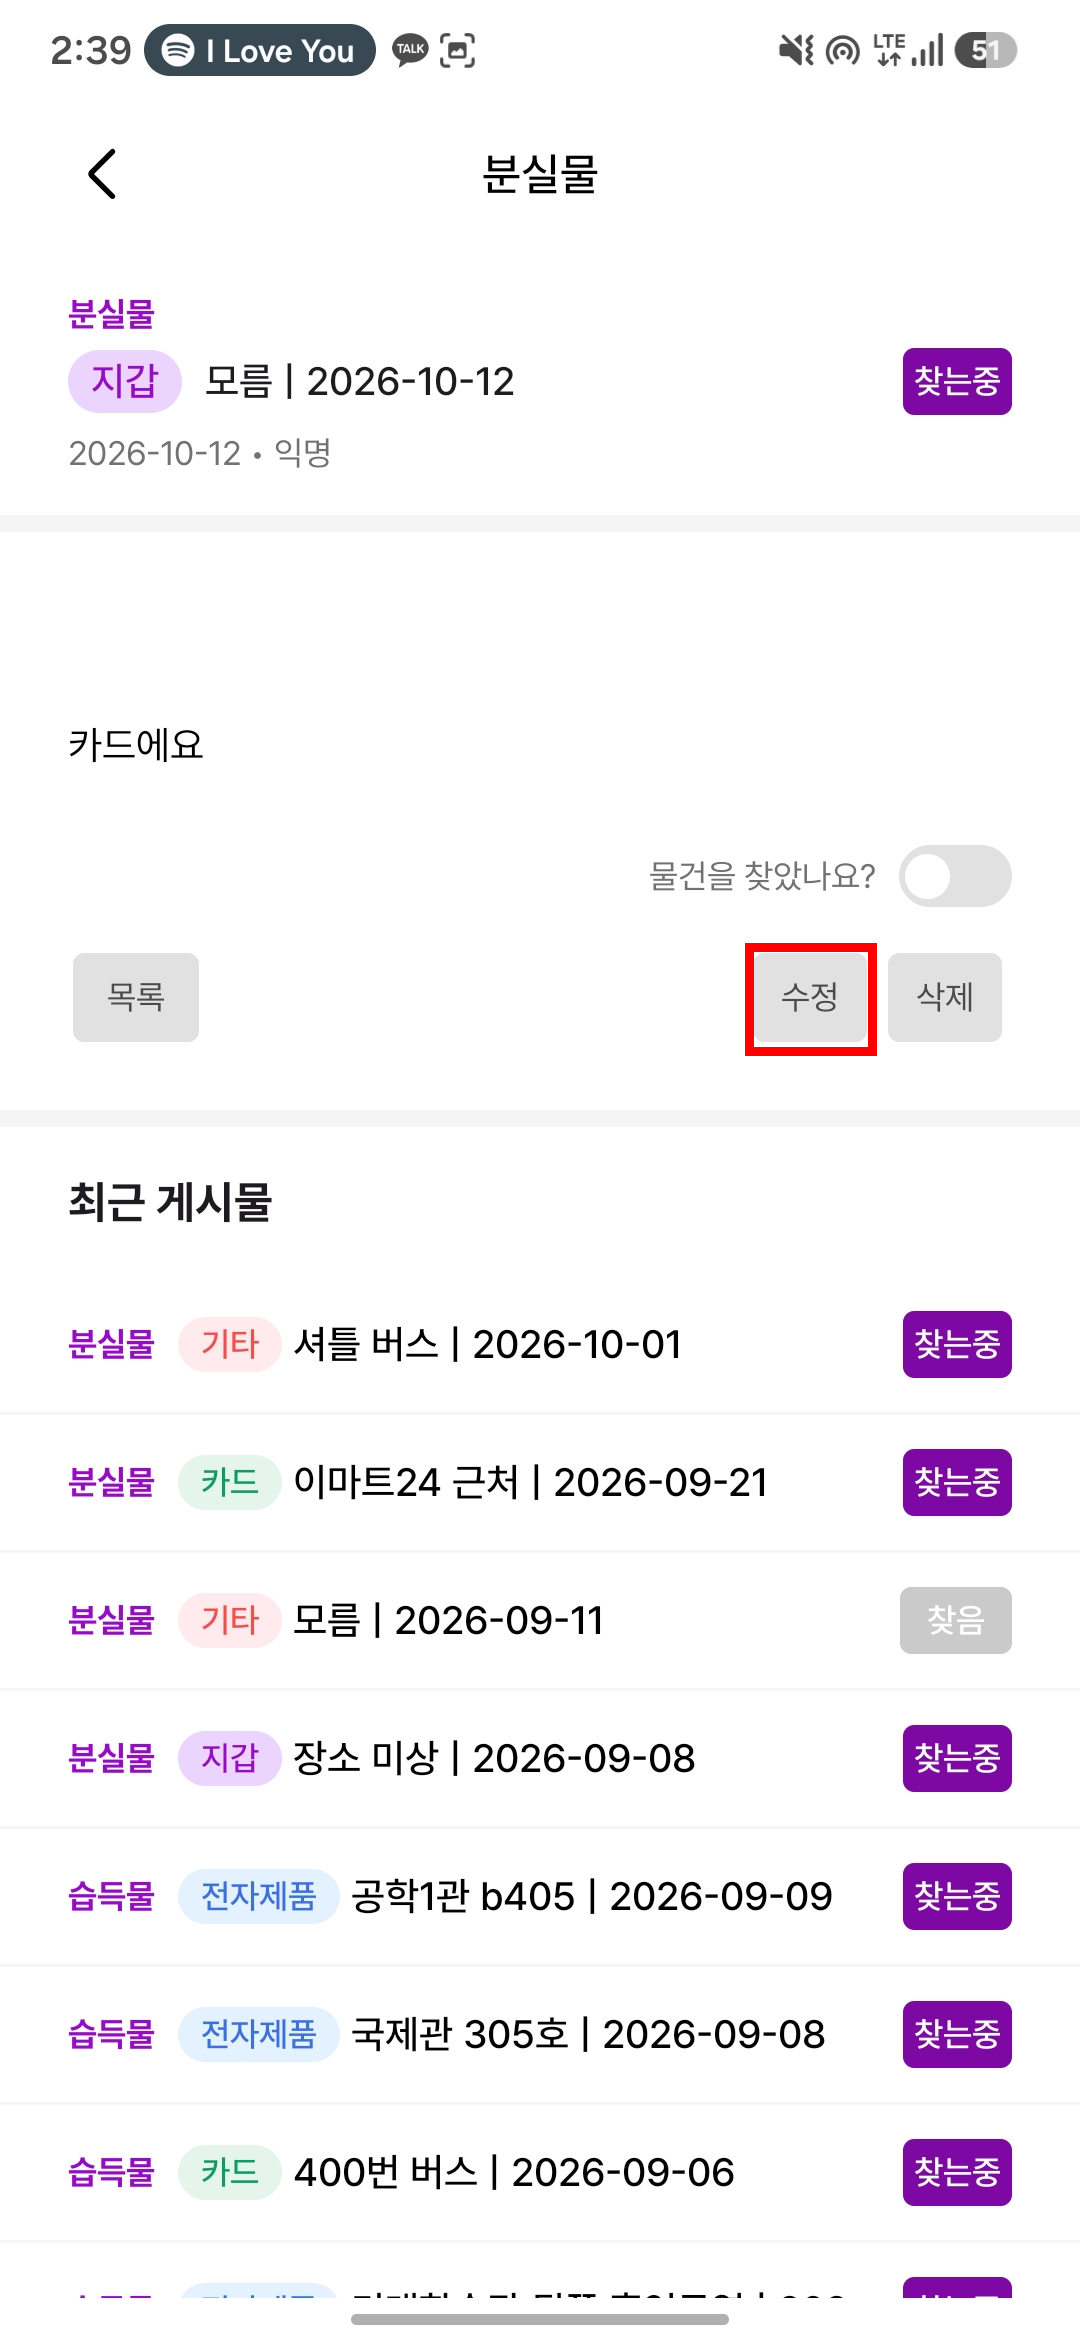 2:39 I Love You TALK LTE 51
분실물
분실물
지갑 모름 | 2026-10-12 찾는중
2026-10-12 • 익명
카드에요
물건을 찾았나요?
목록 수정 삭제
최근 게시물
분실물 기타 셔틀 버스 | 2026-10-01 찾는중
분실물 카드 이마트24 근처 | 2026-09-21 찾는중
분실물 기타 모름 | 2026-09-11 찾음
분실물 지갑 장소 미상 | 2026-09-08 찾는중
습득물 전자제품 공학1관 b405 | 2026-09-09 찾는중
습득물 전자제품 국제관 305호 | 2026-09-08 찾는중
습득물 카드 400번 버스 | 2026-09-06 찾는중